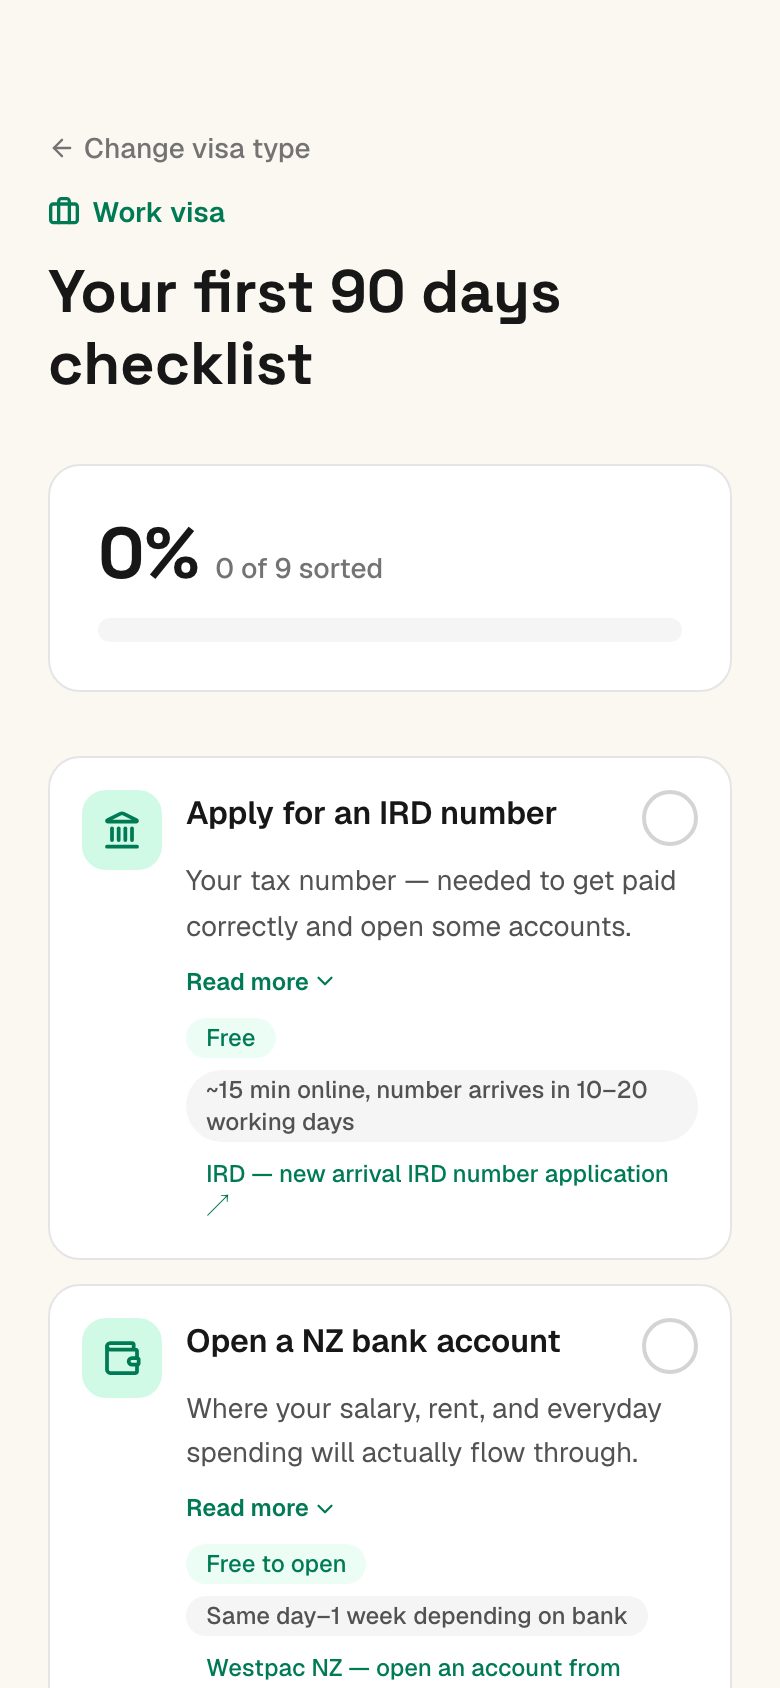 ← Change visa type
Work visa
Your first 90 days
checklist
0% 0 of 9 sorted
Apply for an IRD number
Your tax number — needed to get paid
correctly and open some accounts.
Read more
Free
~15 min online, number arrives in 10–20
working days
IRD — new arrival IRD number application
↗
Open a NZ bank account
Where your salary, rent, and everyday
spending will actually flow through.
Read more
Free to open
Same day–1 week depending on bank
Westpac NZ — open an account from